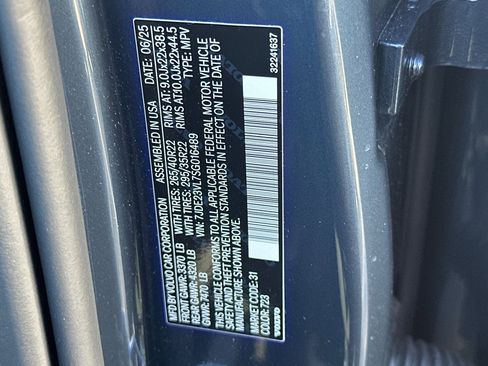 MFD BY VOLVO CAR CORPORATION ASSEMBLED IN USA DATE: 06/25
FRONT GAWR: 3370 LB WITH TIRES: 265/40R22 RIMS AT: 9.0Jx22x38.5
REAR GAWR: 4320 LB WITH TIRES: 295/35R22 RIMS AT: 10.0Jx22x44.5
GVWR: 7470 LB VIN: 7JDE23VL7SG016489 TYPE: MPV
THIS VEHICLE CONFORMS TO ALL APPLICABLE FEDERAL MOTOR VEHICLE
SAFETY AND THEFT PREVENTION STANDARDS IN EFFECT ON THE DATE OF
MANUFACTURE SHOWN ABOVE.
MARKET CODE: 31
COLOR: 723 32241637
VOLVO